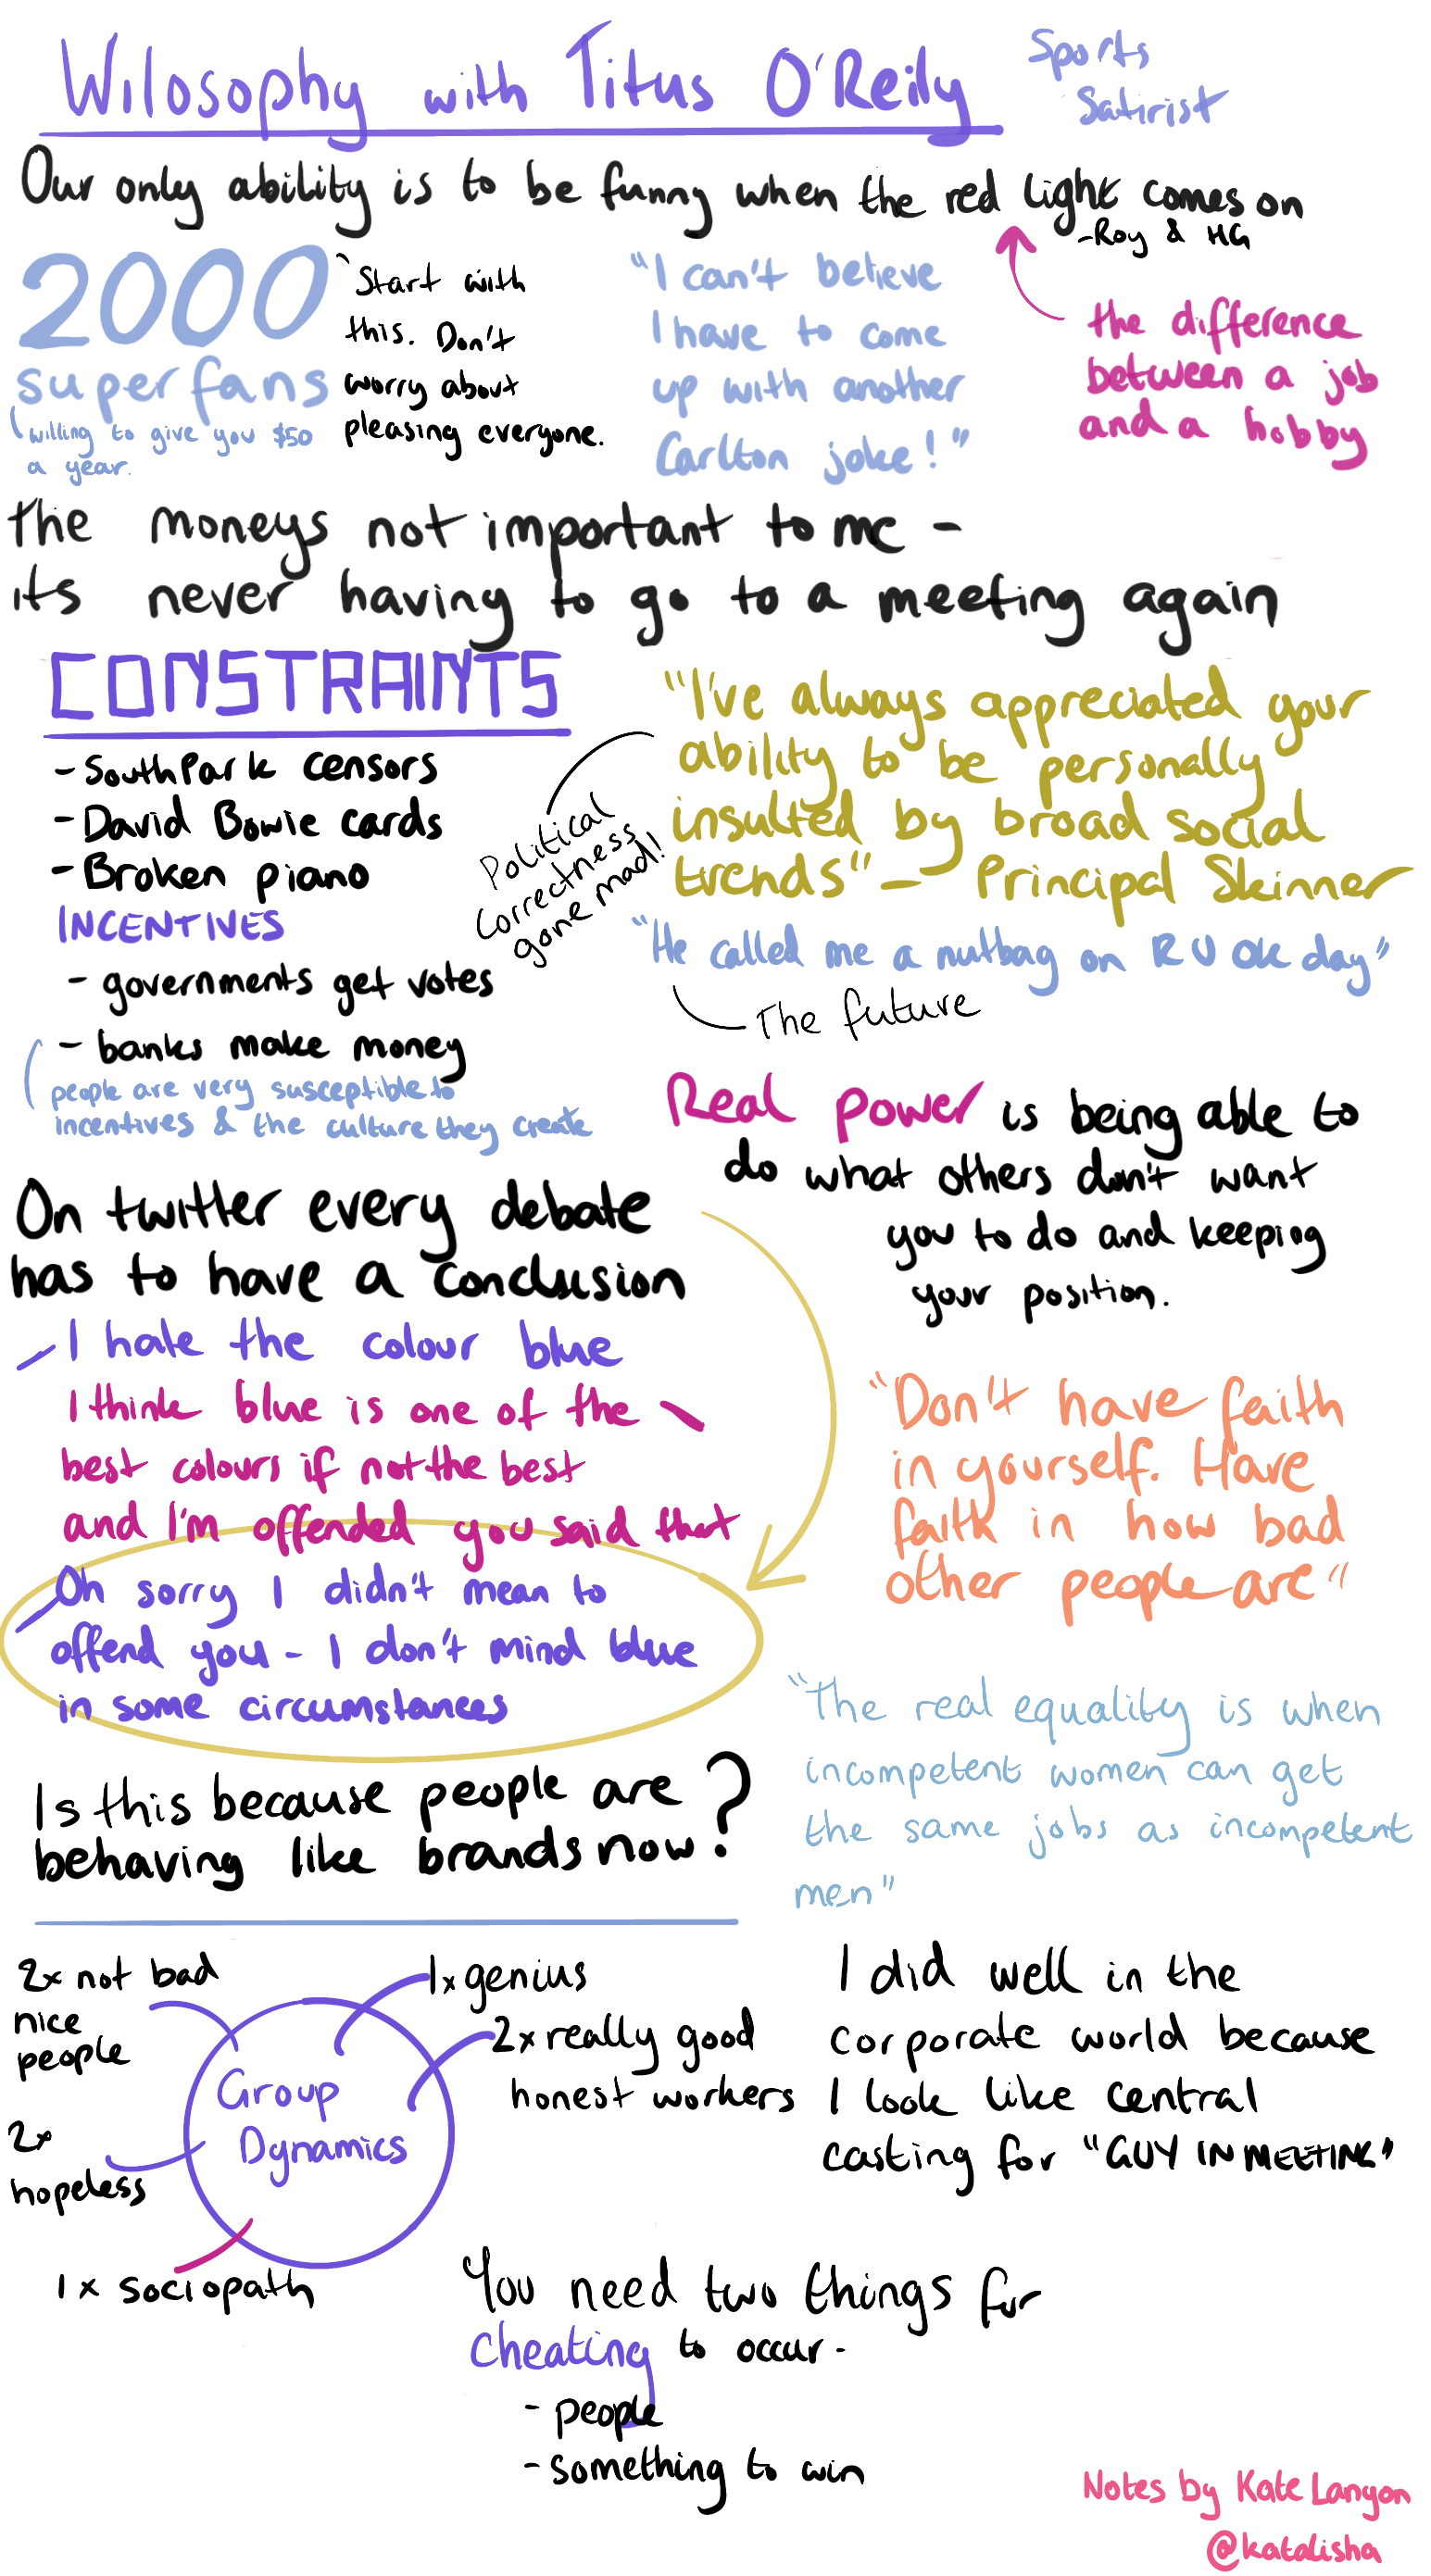 Wilosophy with Titus O'Reily
Sports
Satirist
Our only ability is to be funny when the red light comes on
-Roy & HG
the difference
between a job
and a hobby
2000
superfans
willing to give you $50
a year.
Start with
this. Don't
worry about
pleasing everyone.
"I can't believe
I have to come
up with another
Carlton joke!"
the moneys not important to me -
its never having to go to a meeting again
CONSTRAINTS
- SouthPark censors
- David Bowie cards
- Broken piano
INCENTIVES
- governments get votes
- banks make money
people are very susceptible to
incentives & the culture they create
"I've always appreciated your
ability to be personally
insulted by broad social
trends" - Principal Skinner
Political
correctness
gone mad!
"He called me a nutbag on R U OK day"
The future
Real power is being able to
do what others don't want
you to do and keeping
your position.
On twitter every debate
has to have a conclusion
I hate the colour blue
I think blue is one of the
best colours if not the best
and I'm offended you said that
Oh sorry I didn't mean to
offend you - I don't mind blue
in some circumstances
Is this because people are
behaving like brands now?
"Don't have faith
in yourself. Have
faith in how bad
other people are"
"The real equality is when
incompetent women can get
the same jobs as incompetent
men"
Group
Dynamics
2x not bad
nice
people
1x genius
2x really good
honest workers
2x
hopeless
1x sociopath
I did well in the
corporate world because
I look like central
casting for "GUY IN MEETING"
You need two things for
cheating to occur -
- people
- something to win
Notes by Kate Lanyon
@katalisha